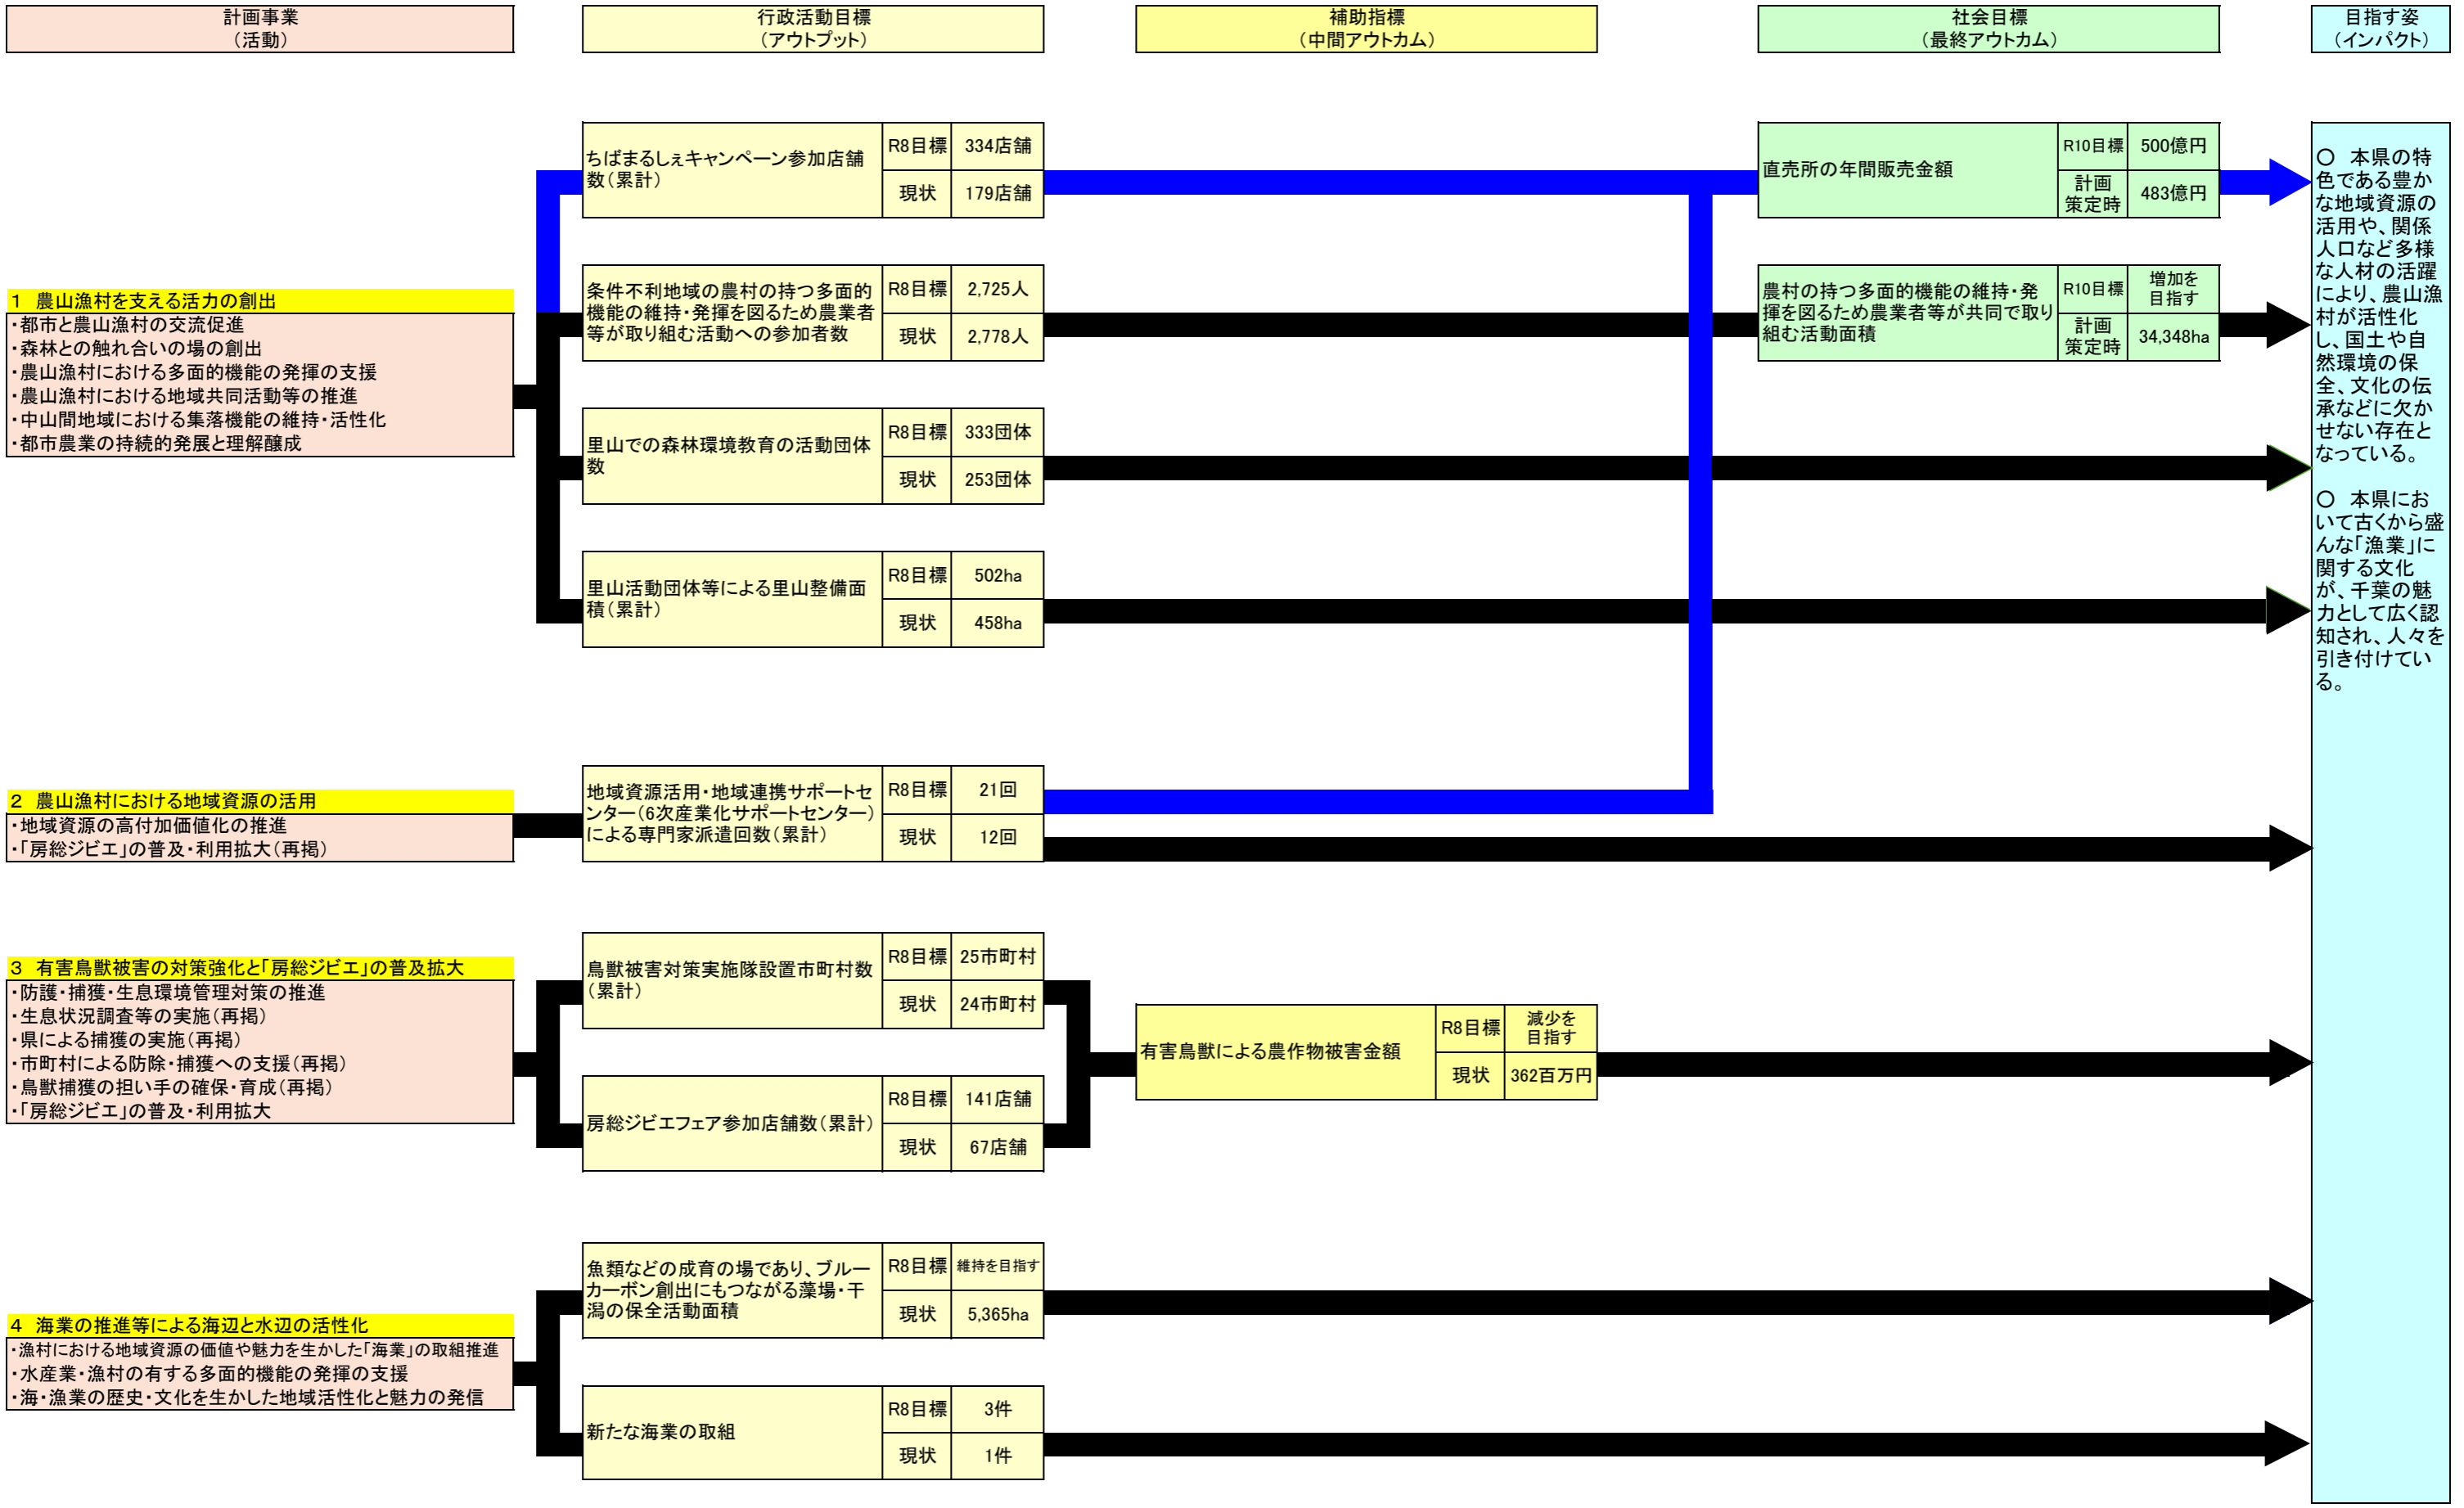 計画事業
（活動）
行政活動目標
（アウトプット）
補助指標
（中間アウトカム）
社会目標
（最終アウトカム）
目指す姿
（インパクト）
1　農山漁村を支える活力の創出
・都市と農山漁村の交流促進
・森林との触れ合いの場の創出
・農山漁村における多面的機能の発揮の支援
・農山漁村における地域共同活動等の推進
・中山間地域における集落機能の維持・活性化
・都市農業の持続的発展と理解醸成
ちばまるしぇキャンペーン参加店舗
数（累計）
R8目標
334店舗
現状
179店舗
条件不利地域の農村の持つ多面的
機能の維持・発揮を図るため農業者
等が取り組む活動への参加者数
R8目標
2,725人
現状
2,778人
里山での森林環境教育の活動団体
数
R8目標
333団体
現状
253団体
里山活動団体等による里山整備面
積（累計）
R8目標
502ha
現状
458ha
直売所の年間販売金額
R10目標
500億円
計画
策定時
483億円
農村の持つ多面的機能の維持・発
揮を図るため農業者等が共同で取り
組む活動面積
R10目標
増加を
目指す
計画
策定時
34,348ha
2　農山漁村における地域資源の活用
・地域資源の高付加価値化の推進
・「房総ジビエ」の普及・利用拡大（再掲）
地域資源活用・地域連携サポートセ
ンター（6次産業化サポートセンター）
による専門家派遣回数（累計）
R8目標
21回
現状
12回
3　有害鳥獣被害の対策強化と「房総ジビエ」の普及拡大
・防護・捕獲・生息環境管理対策の推進
・生息状況調査等の実施（再掲）
・県による捕獲の実施（再掲）
・市町村による防除・捕獲への支援（再掲）
・鳥獣捕獲の担い手の確保・育成（再掲）
・「房総ジビエ」の普及・利用拡大
鳥獣被害対策実施隊設置市町村数
（累計）
R8目標
25市町村
現状
24市町村
房総ジビエフェア参加店舗数（累計）
R8目標
141店舗
現状
67店舗
有害鳥獣による農作物被害金額
R8目標
減少を
目指す
現状
362百万円
4　海業の推進等による海辺と水辺の活性化
・漁村における地域資源の価値や魅力を生かした「海業」の取組推進
・水産業・漁村の有する多面的機能の発揮の支援
・海・漁業の歴史・文化を生かした地域活性化と魅力の発信
魚類などの成育の場であり、ブルー
カーボン創出にもつながる藻場・干
潟の保全活動面積
R8目標
維持を目指す
現状
5,365ha
新たな海業の取組
R8目標
3件
現状
1件
○　本県の特
色である豊か
な地域資源の
活用や、関係
人口など多様
な人材の活躍
により、農山漁
村が活性化
し、国土や自
然環境の保
全、文化の伝
承などに欠か
せない存在と
なっている。
○　本県にお
いて古くから盛
んな「漁業」に
関する文化
が、千葉の魅
力として広く認
知され、人々を
引き付けてい
る。